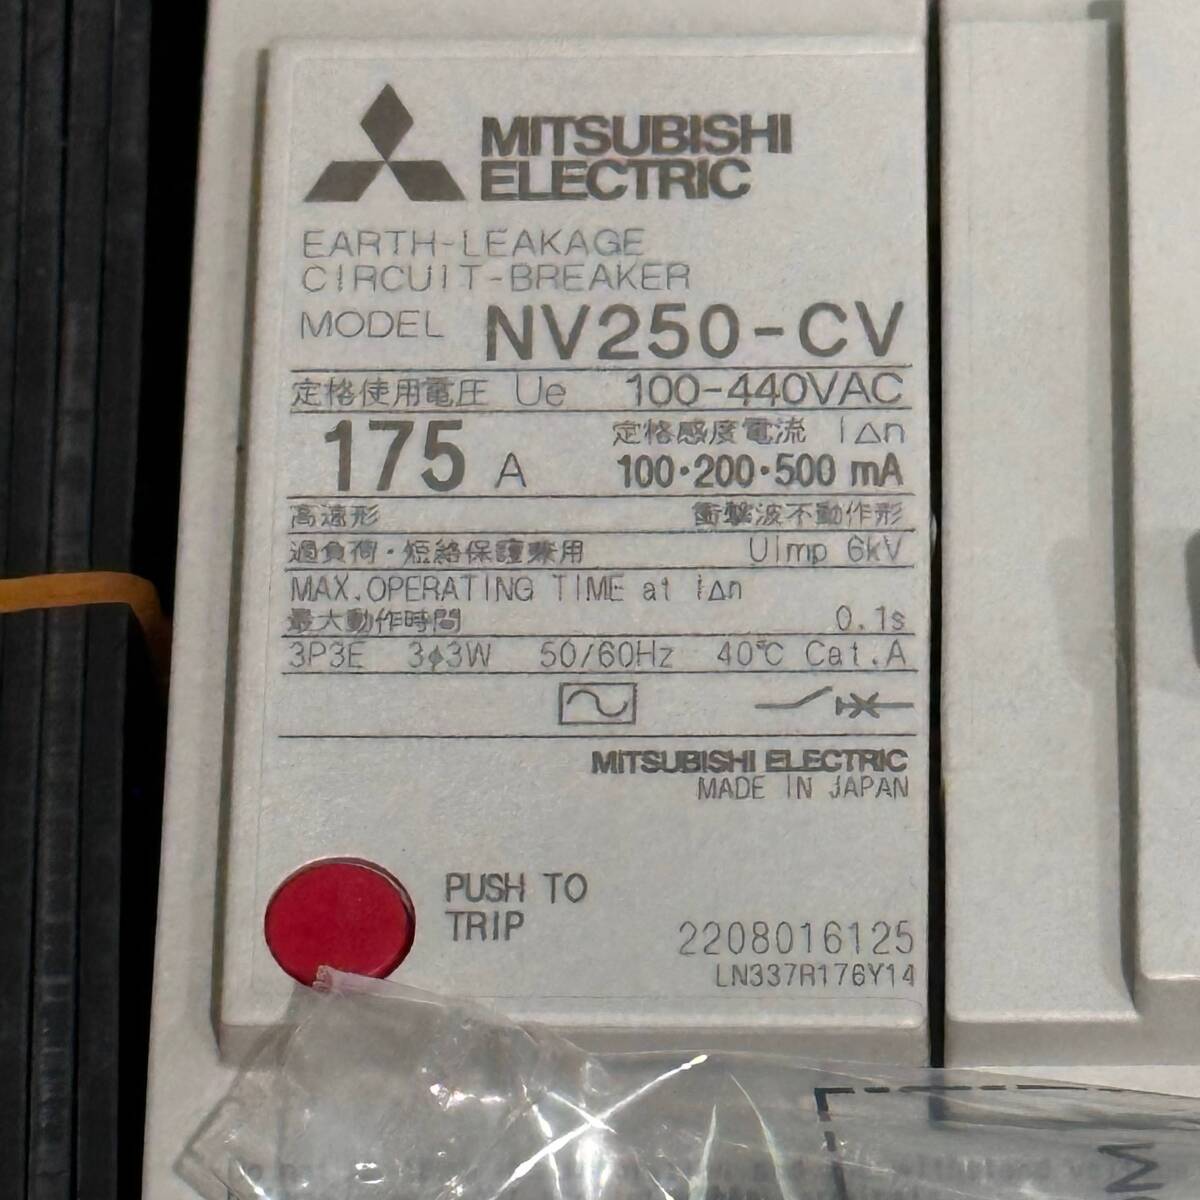 MITSUBISHI
ELECTRIC
EARTH-LEAKAGE
CIRCUIT-BREAKER
MODEL NV250-CV
定格使用電圧 Ue 100-440VAC
175 A 定格感度電流 I△n
100・200・500 mA
高速形 衝撃波不動作形
過負荷・短絡保護兼用 Uimp 6kV
MAX.OPERATING TIME at I△n
最大動作時間 0.1s
3P3E 3φ3W 50/60Hz 40℃ Cat.A
MITSUBISHI ELECTRIC
MADE IN JAPAN
PUSH TO
TRIP
2208016125
LN337R176Y14